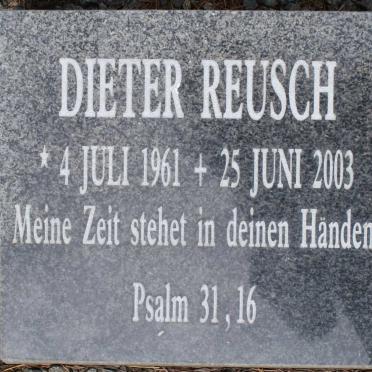 DIETER REUSCH
* 4 JULI 1961 + 25 JUNI 2003
Meine Zeit stehet in deinen Händen
Psalm 31, 16